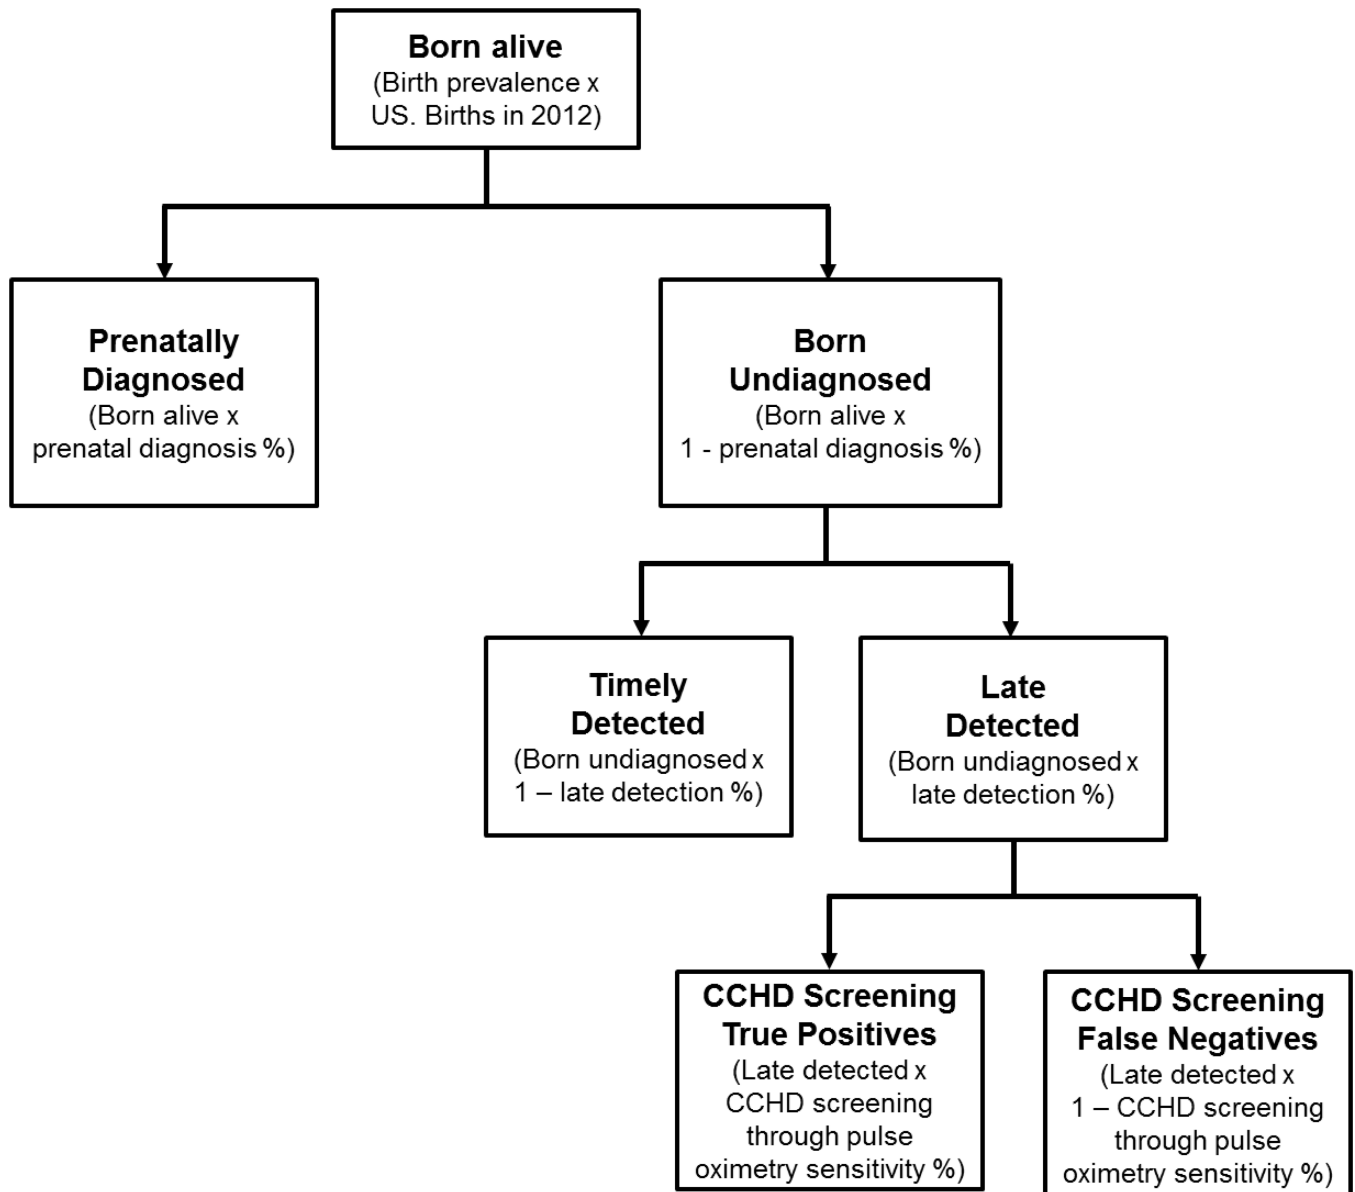 Born alive
(Birth prevalence x
US. Births in 2012)
Prenatally
Diagnosed
(Born alive x
prenatal diagnosis %)
Born
Undiagnosed
(Born alive x
1 - prenatal diagnosis %)
Timely
Detected
(Born undiagnosed x
1 – late detection %)
Late
Detected
(Born undiagnosed x
late detection %)
CCHD Screening
True Positives
(Late detected x
CCHD screening
through pulse
oximetry sensitivity %)
CCHD Screening
False Negatives
(Late detected x
1 – CCHD screening
through pulse
oximetry sensitivity %)